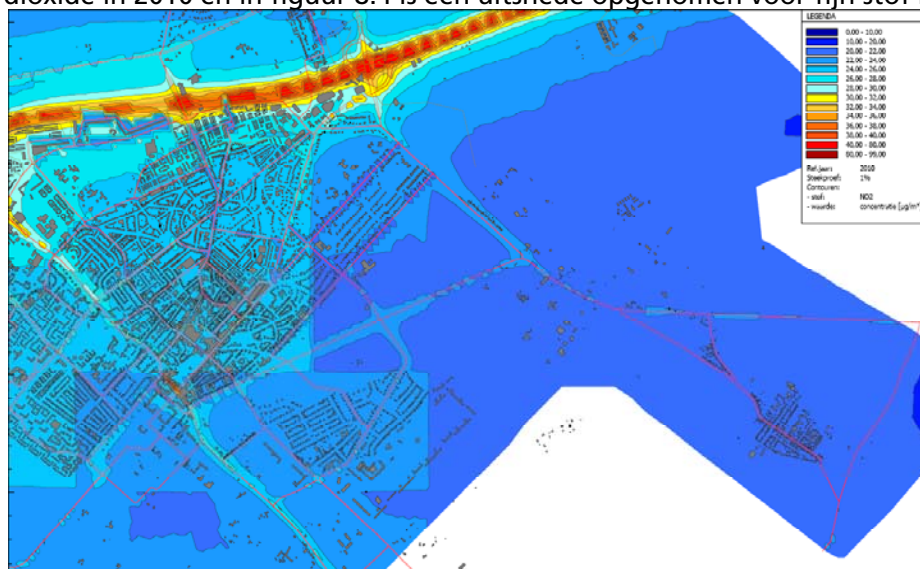 dioxide in 2010 en in figuur is een uitsnede opgenomen voor fijn stof
LEGENDA
0,00 - 10,00
10,00 - 20,00
20,00 - 22,00
22,00 - 24,00
24,00 - 26,00
26,00 - 28,00
28,00 - 30,00
30,00 - 32,00
32,00 - 34,00
34,00 - 36,00
36,00 - 38,00
38,00 - 40,00
40,00 - 80,00
80,00 - 99,00
Ref.jaar: 2010
Steekproef: 1%
Contouren:
- stof: NO2
- waarde: concentratie [µg/m³]